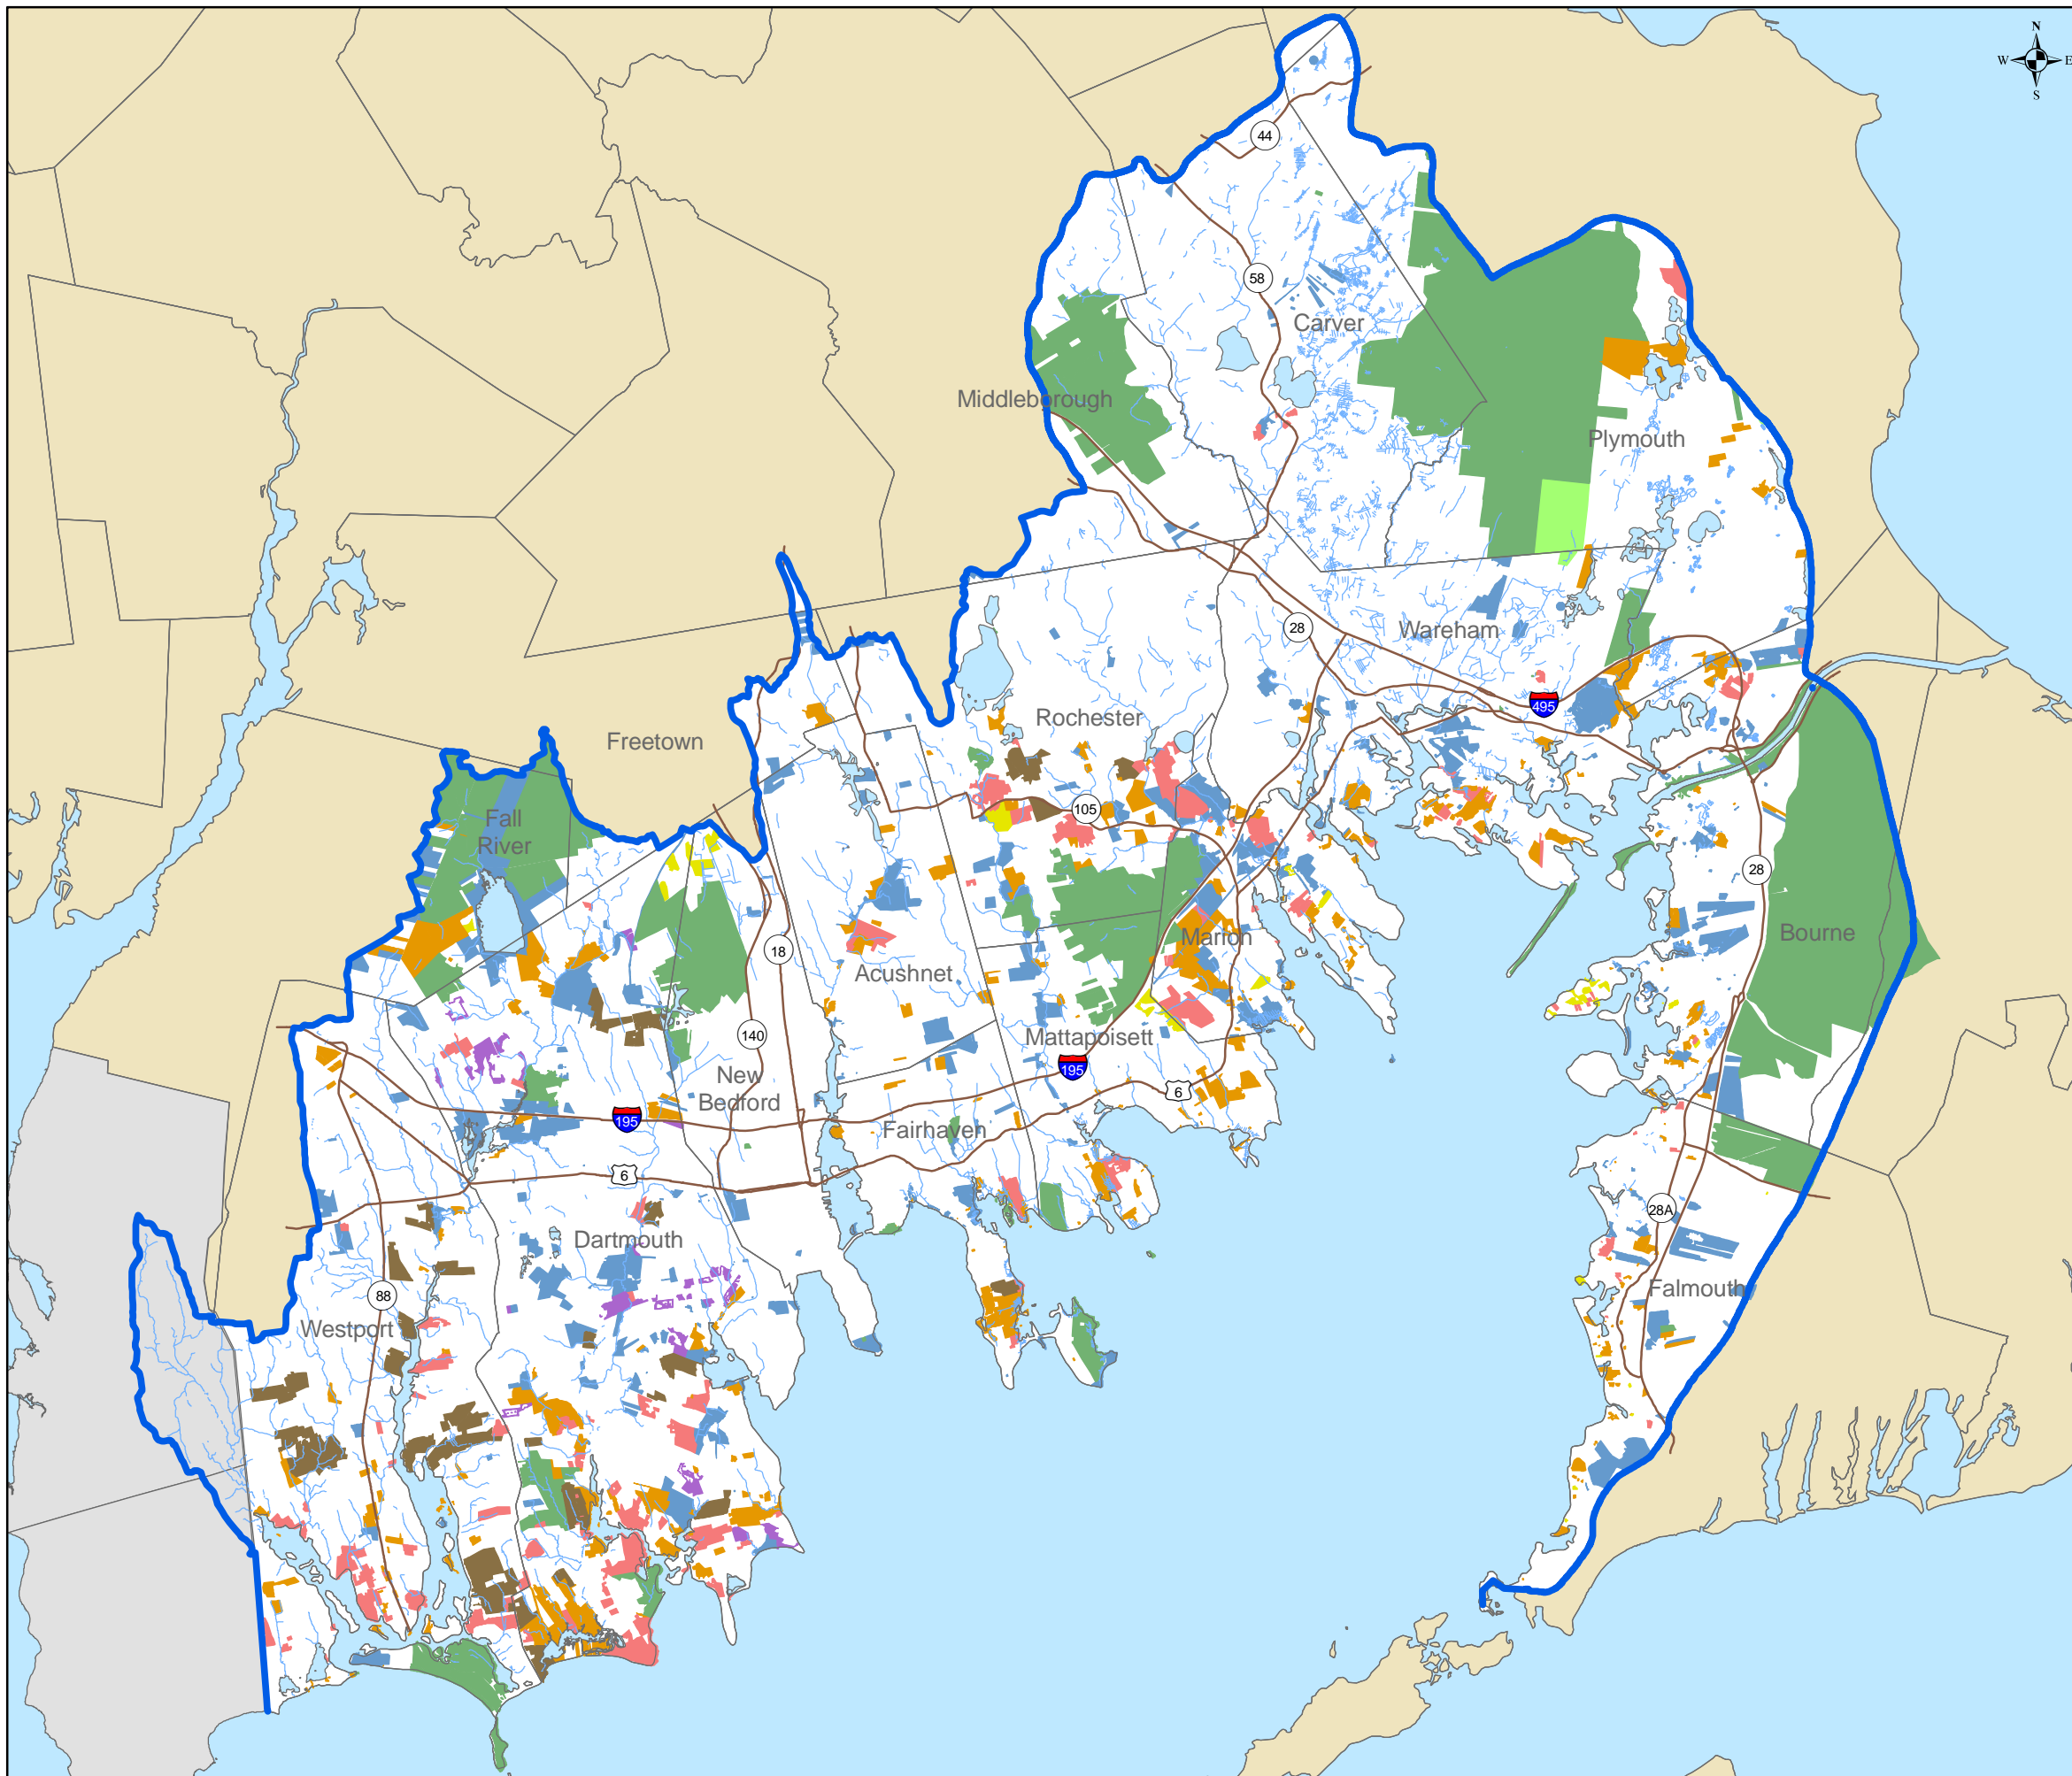 N
W E
S
44
58
Carver
Middleborough
Plymouth
28
Wareham
495
Rochester
Freetown
105
Fall
River
28
Bourne
Marion
18
Acushnet
140
Mattapoisett
195
New
Bedford
6
195
Fairhaven
6
28A
Dartmouth
Falmouth
88
Westport